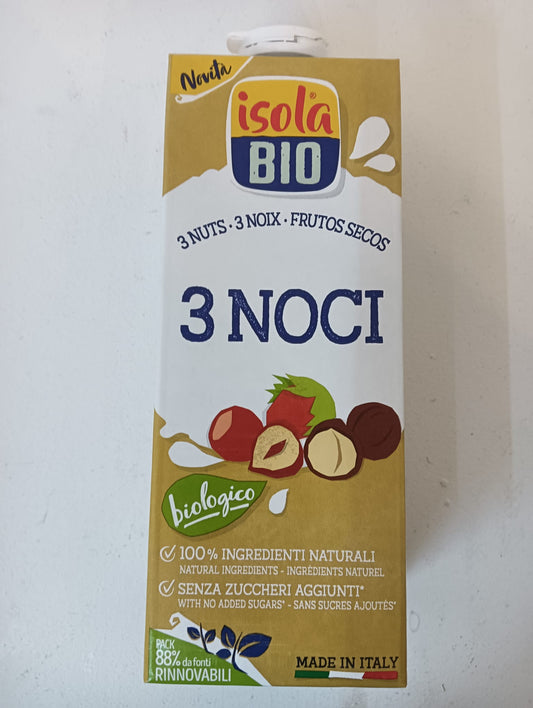 Novità
isola®
BIO
3 NUTS · 3 NOIX · FRUTOS SECOS
3 NOCI
biologico
100% INGREDIENTI NATURALI
NATURAL INGREDIENTS - INGRÉDIENTS NATUREL
SENZA ZUCCHERI AGGIUNTI*
WITH NO ADDED SUGARS* - SANS SUCRES AJOUTÉS*
PACK
88% da fonti
RINNOVABILI
MADE IN ITALY